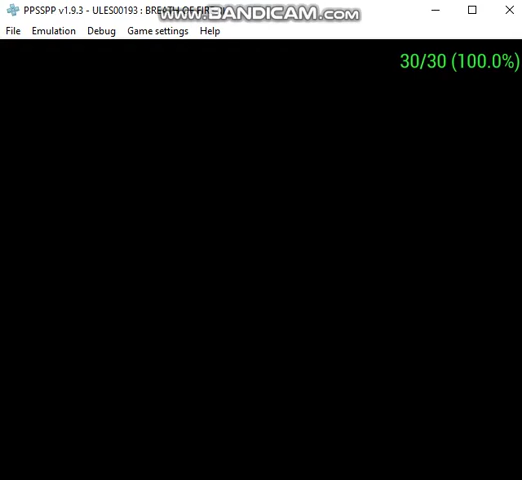 PPSSPP v1.9.3 - ULES00193 : BREATH OF FIRE
www.BANDICAM.com
File Emulation Debug Game settings Help
30/30 (100.0%)